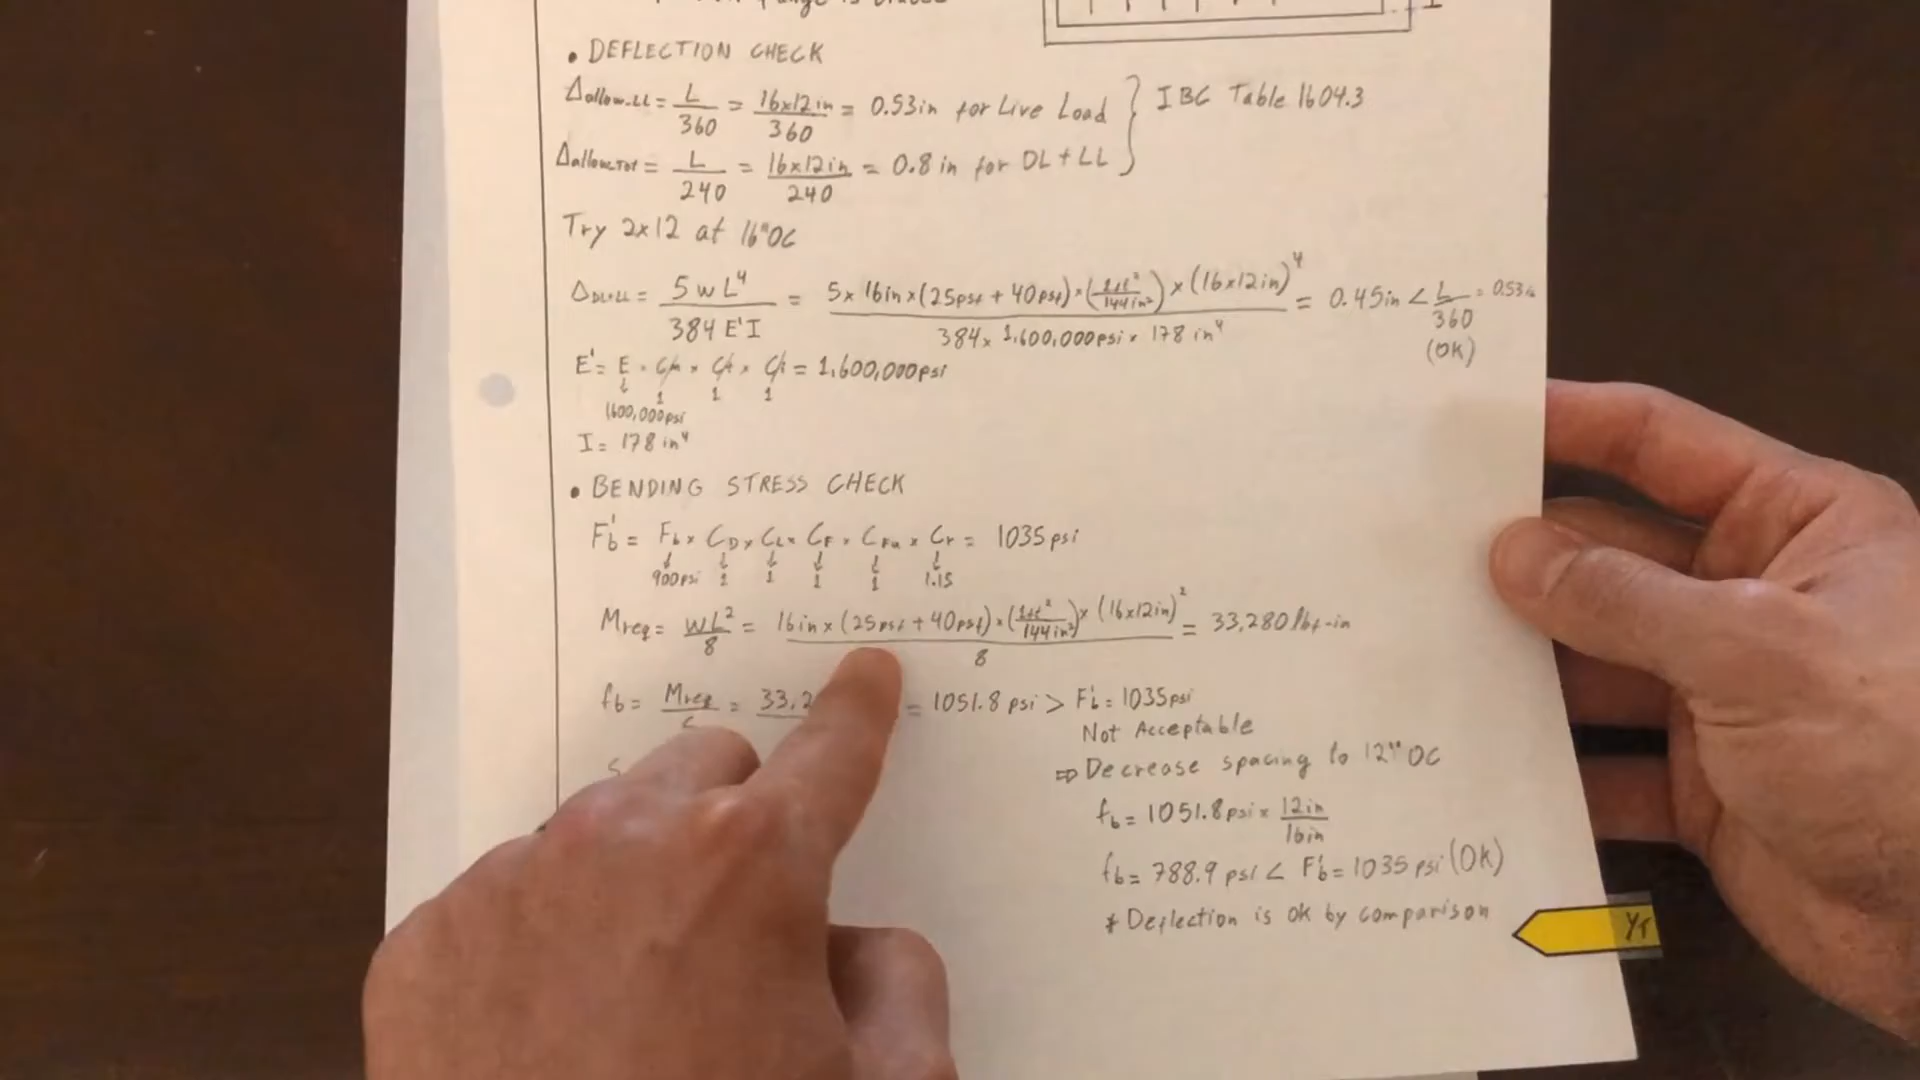 • DEFLECTION CHECK
Δallow.LL = L/360 = 16x12in/360 = 0.53in for Live Load
Δallow.TOT = L/240 = 16x12in/240 = 0.8 in for DL + LL
IBC Table 1604.3
Try 2x12 at 16"OC
ΔDL+LL = 5wL⁴/384E'I = 5x 16in x (25psf + 40psf) x (1ft²/144in²) x (16x12in)⁴/384 x 1,600,000psi x 178 in⁴ = 0.45in < L/360 = 0.53in
(OK)
E' = E x CM x Ct x Ci = 1,600,000psi
↓ 1 1 1
1600,000psi
I = 178 in⁴
• BENDING STRESS CHECK
F'b = Fb x CD x CL x CF x CFu x Cr = 1035psi
900psi 1 1 1 1 1.15
Mreq = wL²/8 = 16in x (25psf + 40psf) x (1ft²/144in²) x (16x12in)²/8 = 33,280 lbf-in
fb = Mreq/S = 33,2 = 1051.8 psi > F'b = 1035psi
Not Acceptable
⇒ Decrease spacing to 12"OC
fb = 1051.8psi x 12in/16in
fb = 788.9 psi < F'b = 1035 psi (OK)
* Deflection is ok by comparison